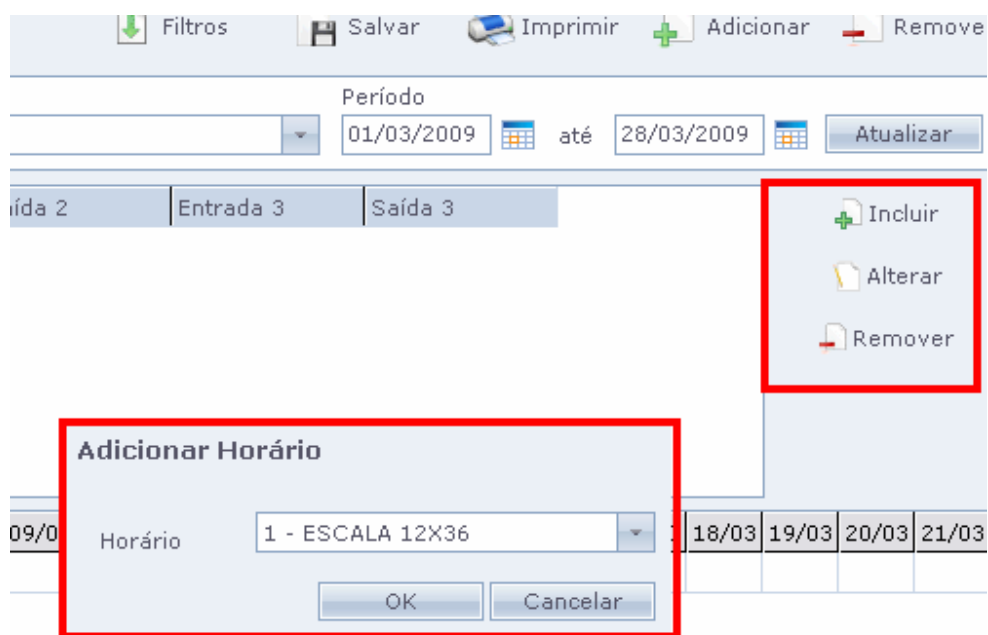 Filtros Salvar Imprimir Adicionar Remove
Período
01/03/2009 até 28/03/2009 Atualizar
ída 2 Entrada 3 Saída 3
Incluir
Alterar
Remover
Adicionar Horário
Horário 1 - ESCALA 12X36
09/0 18/03 19/03 20/03 21/03
OK Cancelar